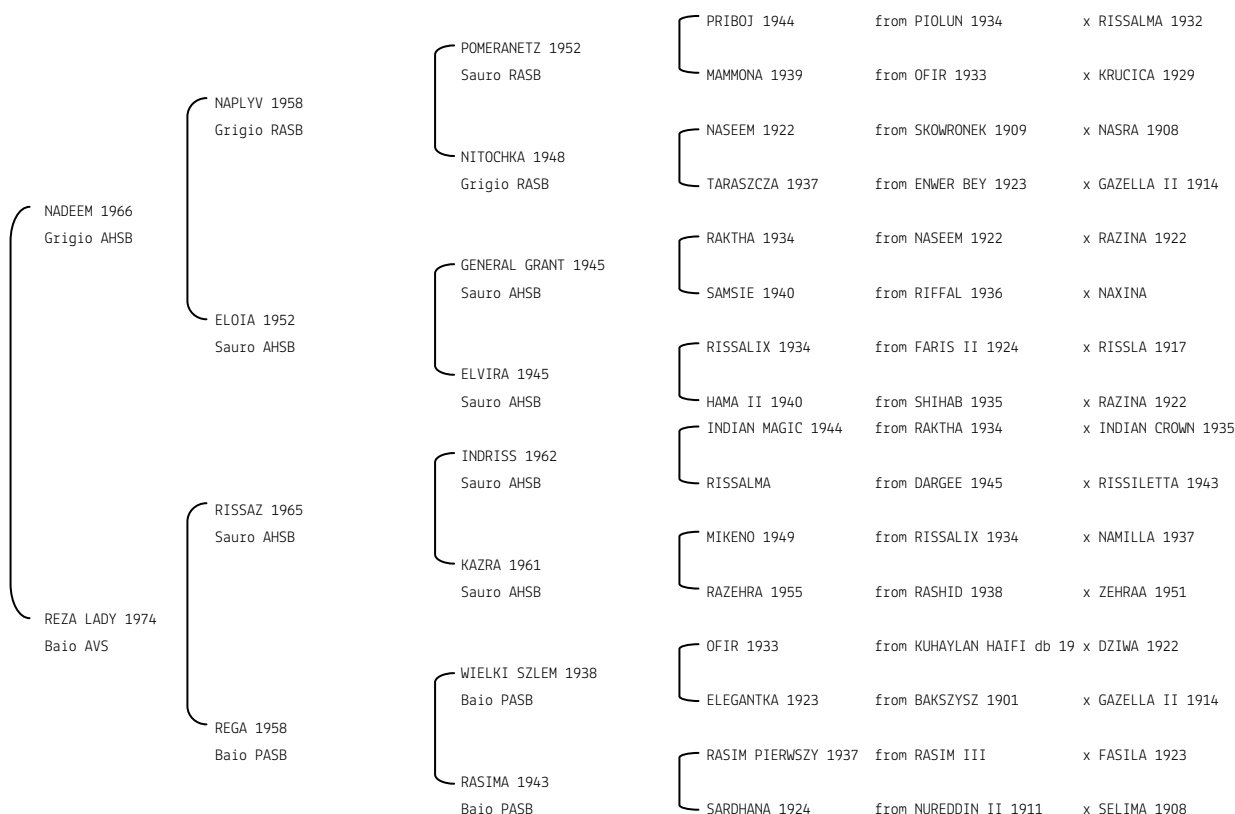 PRIBOJ 1944 from PIOLUN 1934 x RISSALMA 1932
POMERANETZ 1952
Sauro RASB
MAMMONA 1939 from OFIR 1933 x KRUCICA 1929
NAPLYV 1958
Grigio RASB
NASEEM 1922 from SKOWRONEK 1909 x NASRA 1908
NITOCHKA 1948
Grigio RASB
TARASZCZA 1937 from ENWER BEY 1923 x GAZELLA II 1914
NADEEM 1966
Grigio AHSB
RAKTHA 1934 from NASEEM 1922 x RAZINA 1922
GENERAL GRANT 1945
Sauro AHSB
SAMSIE 1940 from RIFFAL 1936 x NAXINA
ELOIA 1952
Sauro AHSB
RISSALIX 1934 from FARIS II 1924 x RISSLA 1917
ELVIRA 1945
Sauro AHSB
HAMA II 1940 from SHIHAB 1935 x RAZINA 1922
INDIAN MAGIC 1944 from RAKTHA 1934 x INDIAN CROWN 1935
INDRISS 1962
Sauro AHSB
RISSALMA from DARGEE 1945 x RISSILETTA 1943
RISSAZ 1965
Sauro AHSB
MIKENO 1949 from RISSALIX 1934 x NAMILLA 1937
KAZRA 1961
Sauro AHSB
RAZEHRA 1955 from RASHID 1938 x ZEHRAA 1951
REZA LADY 1974
Baio AVS
OFIR 1933 from KUHAYLAN HAIFI db 19 x DZIWA 1922
WIELKI SZLEM 1938
Baio PASB
ELEGANTKA 1923 from BAKSZYSZ 1901 x GAZELLA II 1914
REGA 1958
Baio PASB
RASIM PIERWSZY 1937 from RASIM III x FASILA 1923
RASIMA 1943
Baio PASB
SARDHANA 1924 from NUREDDIN II 1911 x SELIMA 1908